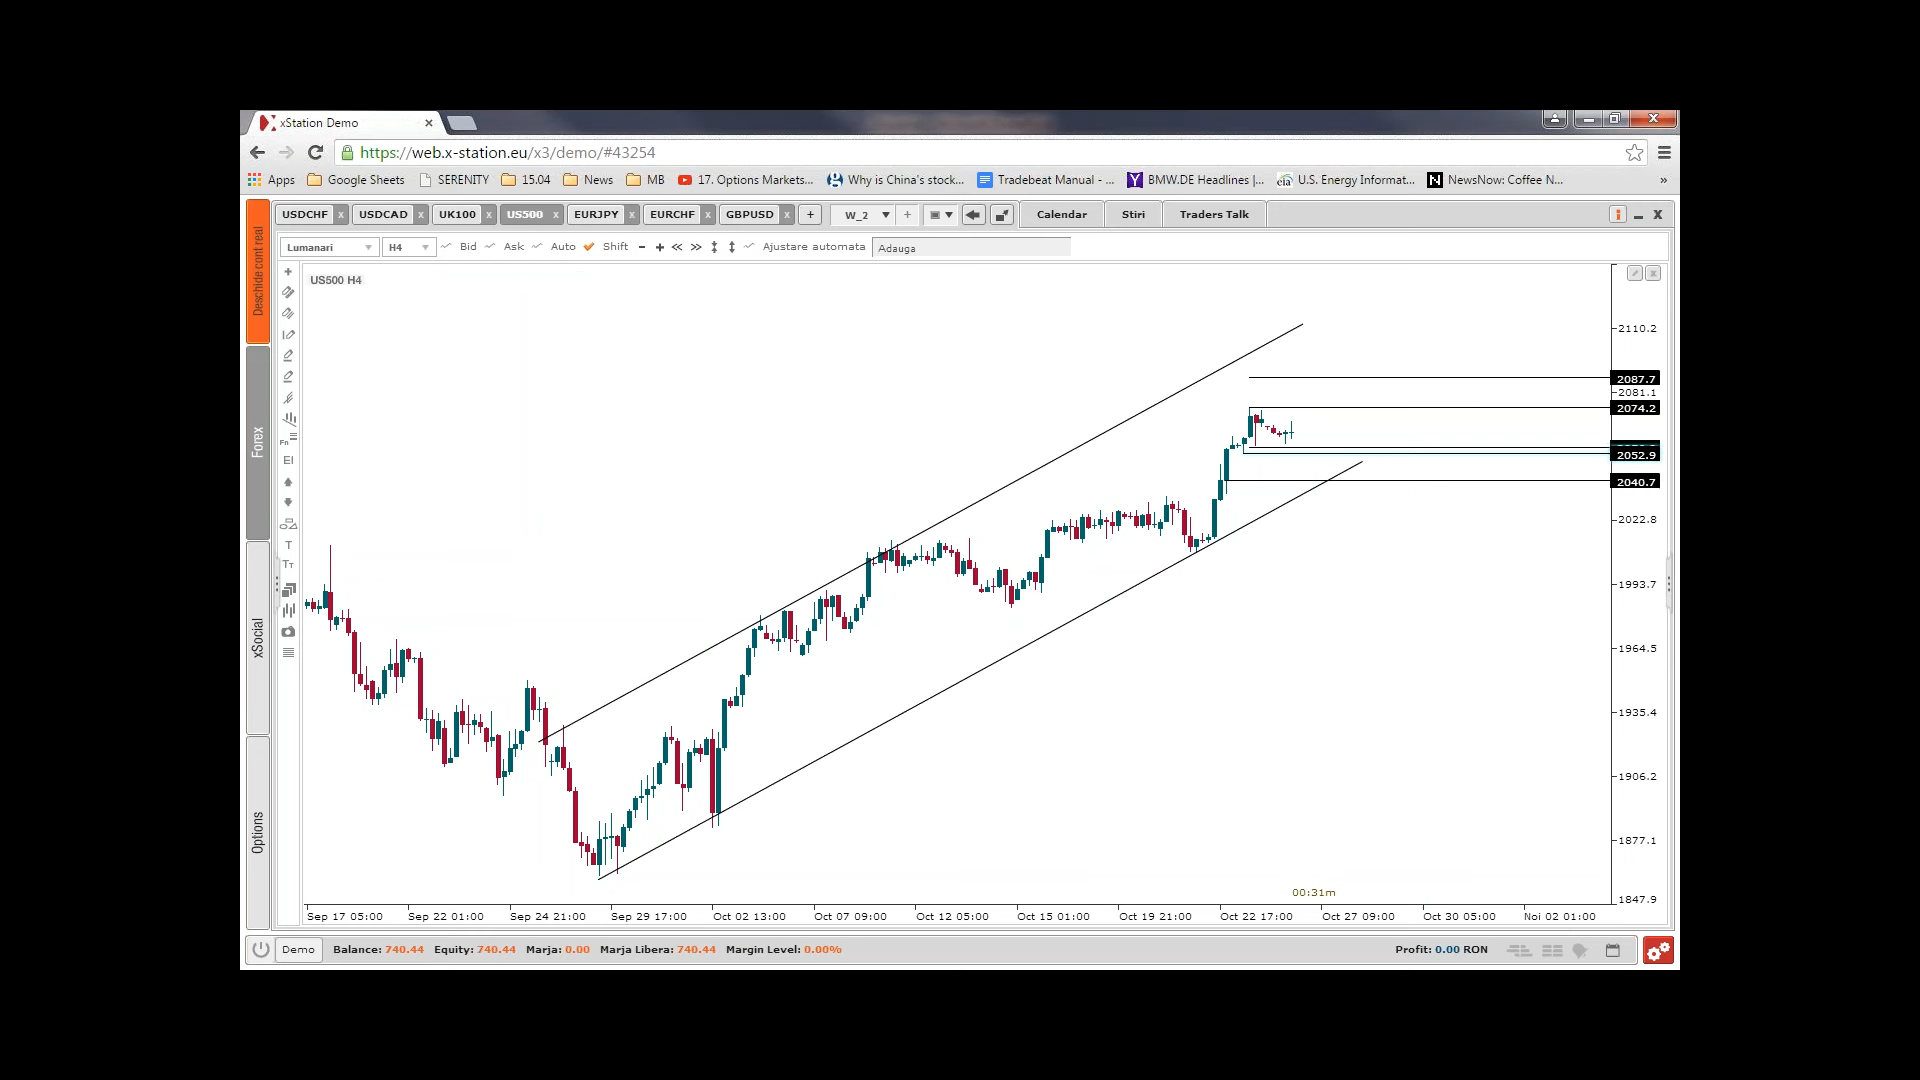 xStation Demo
https://web.x-station.eu/x3/demo/#43254
Apps Google Sheets SERENITY 15.04 News MB 17. Options Markets... Why is China's stock... Tradebeat Manual - ... BMW.DE Headlines |... eia U.S. Energy Informat... NewsNow: Coffee N... »
USDCHF x USDCAD x UK100 x US500 x EURJPY x EURCHF x GBPUSD x + W_2 + Calendar Stiri Traders Talk
Lumanari H4 Bid Ask Auto Shift Ajustare automata Adauga
Deschide cont real
Forex
xSocial
Options
Fn
EI
T
TT
US500 H4
2110.2
2087.7
2081.1
2074.2
2052.9
2040.7
2022.8
1993.7
1964.5
1935.4
1906.2
1877.1
1847.9
00:31m
Sep 17 05:00 Sep 22 01:00 Sep 24 21:00 Sep 29 17:00 Oct 02 13:00 Oct 07 09:00 Oct 12 05:00 Oct 15 01:00 Oct 19 21:00 Oct 22 17:00 Oct 27 09:00 Oct 30 05:00 Noi 02 01:00
Demo Balance: 740.44 Equity: 740.44 Marja: 0.00 Marja Libera: 740.44 Margin Level: 0.00% Profit: 0.00 RON